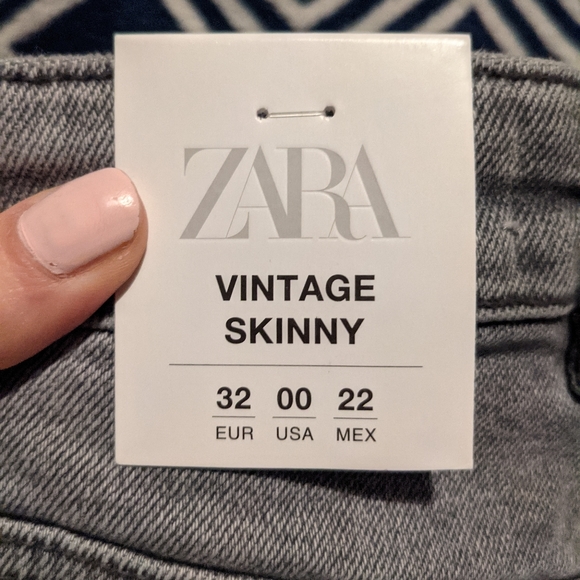 ZARA
VINTAGE
SKINNY
32 00 22
EUR USA MEX